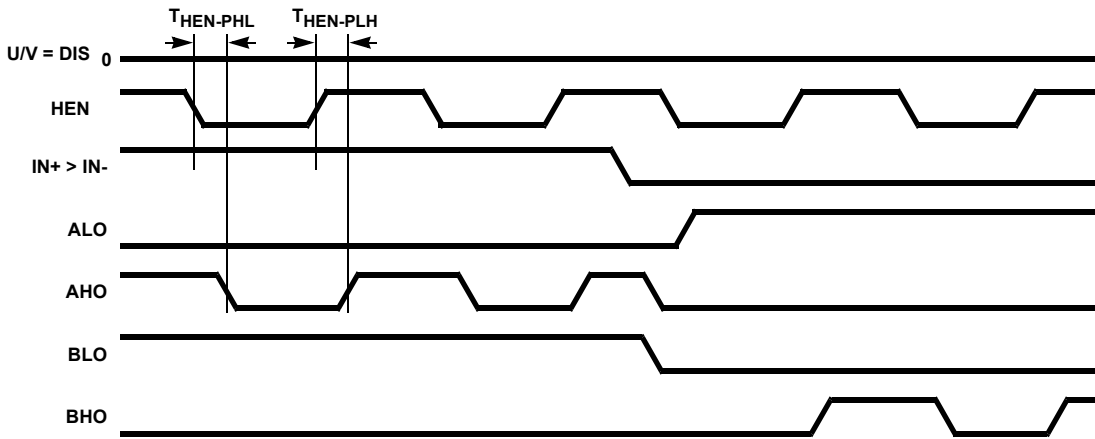 THEN-PHL THEN-PLH
U/V = DIS 0
HEN
IN+ > IN-
ALO
AHO
BLO
BHO